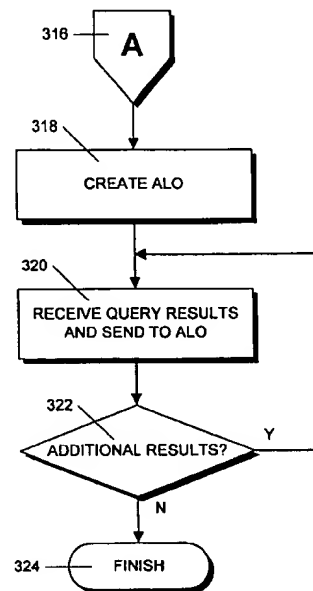 316
A
318
CREATE ALO
320
RECEIVE QUERY RESULTS
AND SEND TO ALO
322
ADDITIONAL RESULTS?
Y
N
324
FINISH